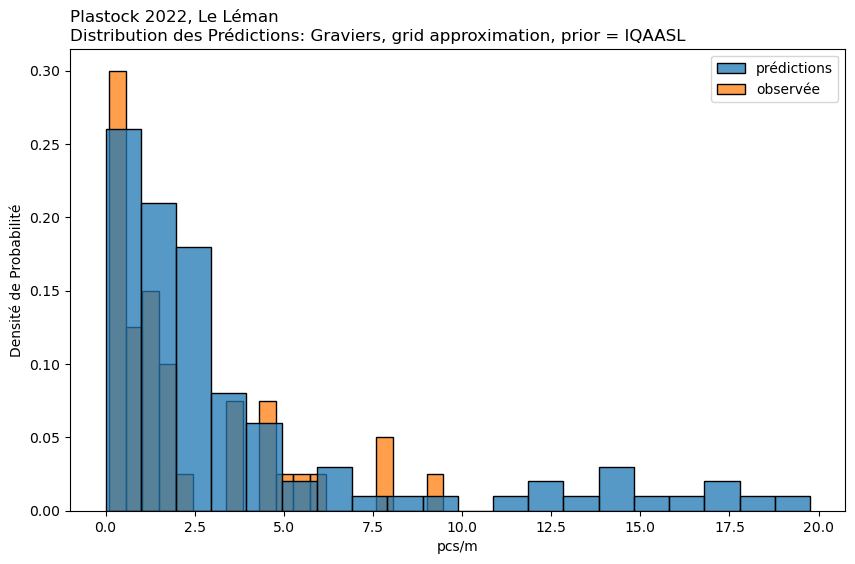 Plastock 2022, Le Léman
Distribution des Prédictions: Graviers, grid approximation, prior = IQAASL
prédictions
observée
Densité de Probabilité
0.30
0.25
0.20
0.15
0.10
0.05
0.00
0.0 2.5 5.0 7.5 10.0 12.5 15.0 17.5 20.0
pcs/m